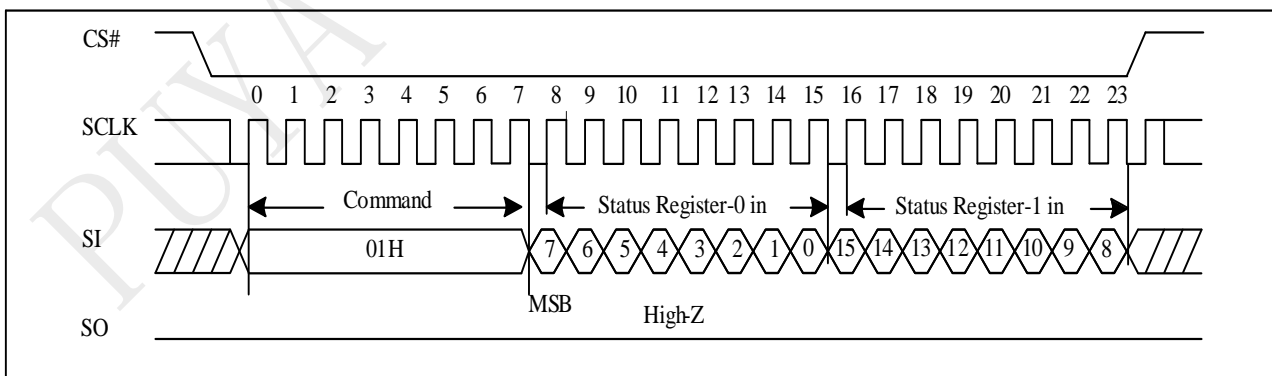 PUYA
CS#
0 1 2 3 4 5 6 7 8 9 10 11 12 13 14 15 16 17 18 19 20 21 22 23
SCLK
Command Status Register-0 in Status Register-1 in
SI 01H 7 6 5 4 3 2 1 0 15 14 13 12 11 10 9 8
MSB High-Z
SO